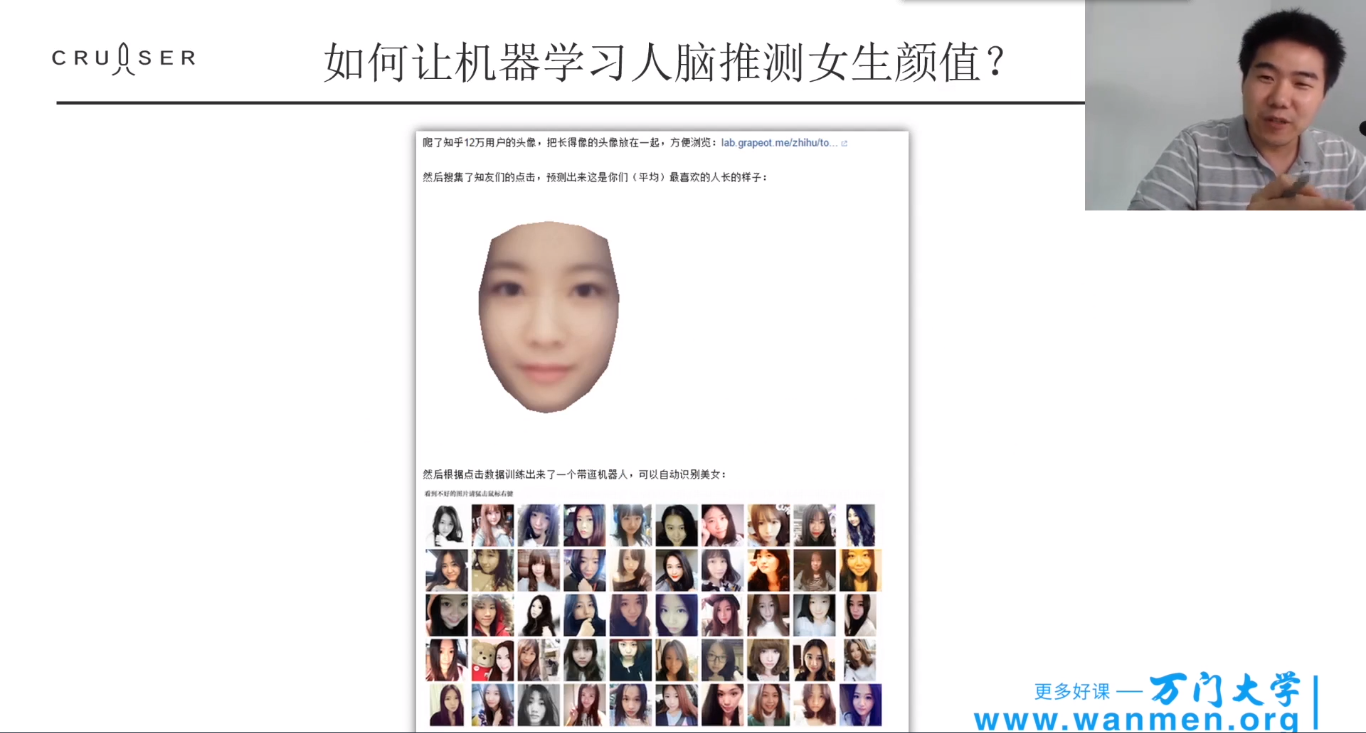 CRUISER
如何让机器学习人脑推测女生颜值？
爬了知乎12万用户的头像，把长得像的头像放在一起，方便浏览：lab.grapeot.me/zhihu/to...
然后搜集了知友们的点击，预测出来这是你们（平均）最喜欢的人长的样子：
然后根据点击数据训练出来了一个带逛机器人，可以自动识别美女：
看到不好的图片请猛击鼠标右键
更多好课 — 万门大学
www.wanmen.org